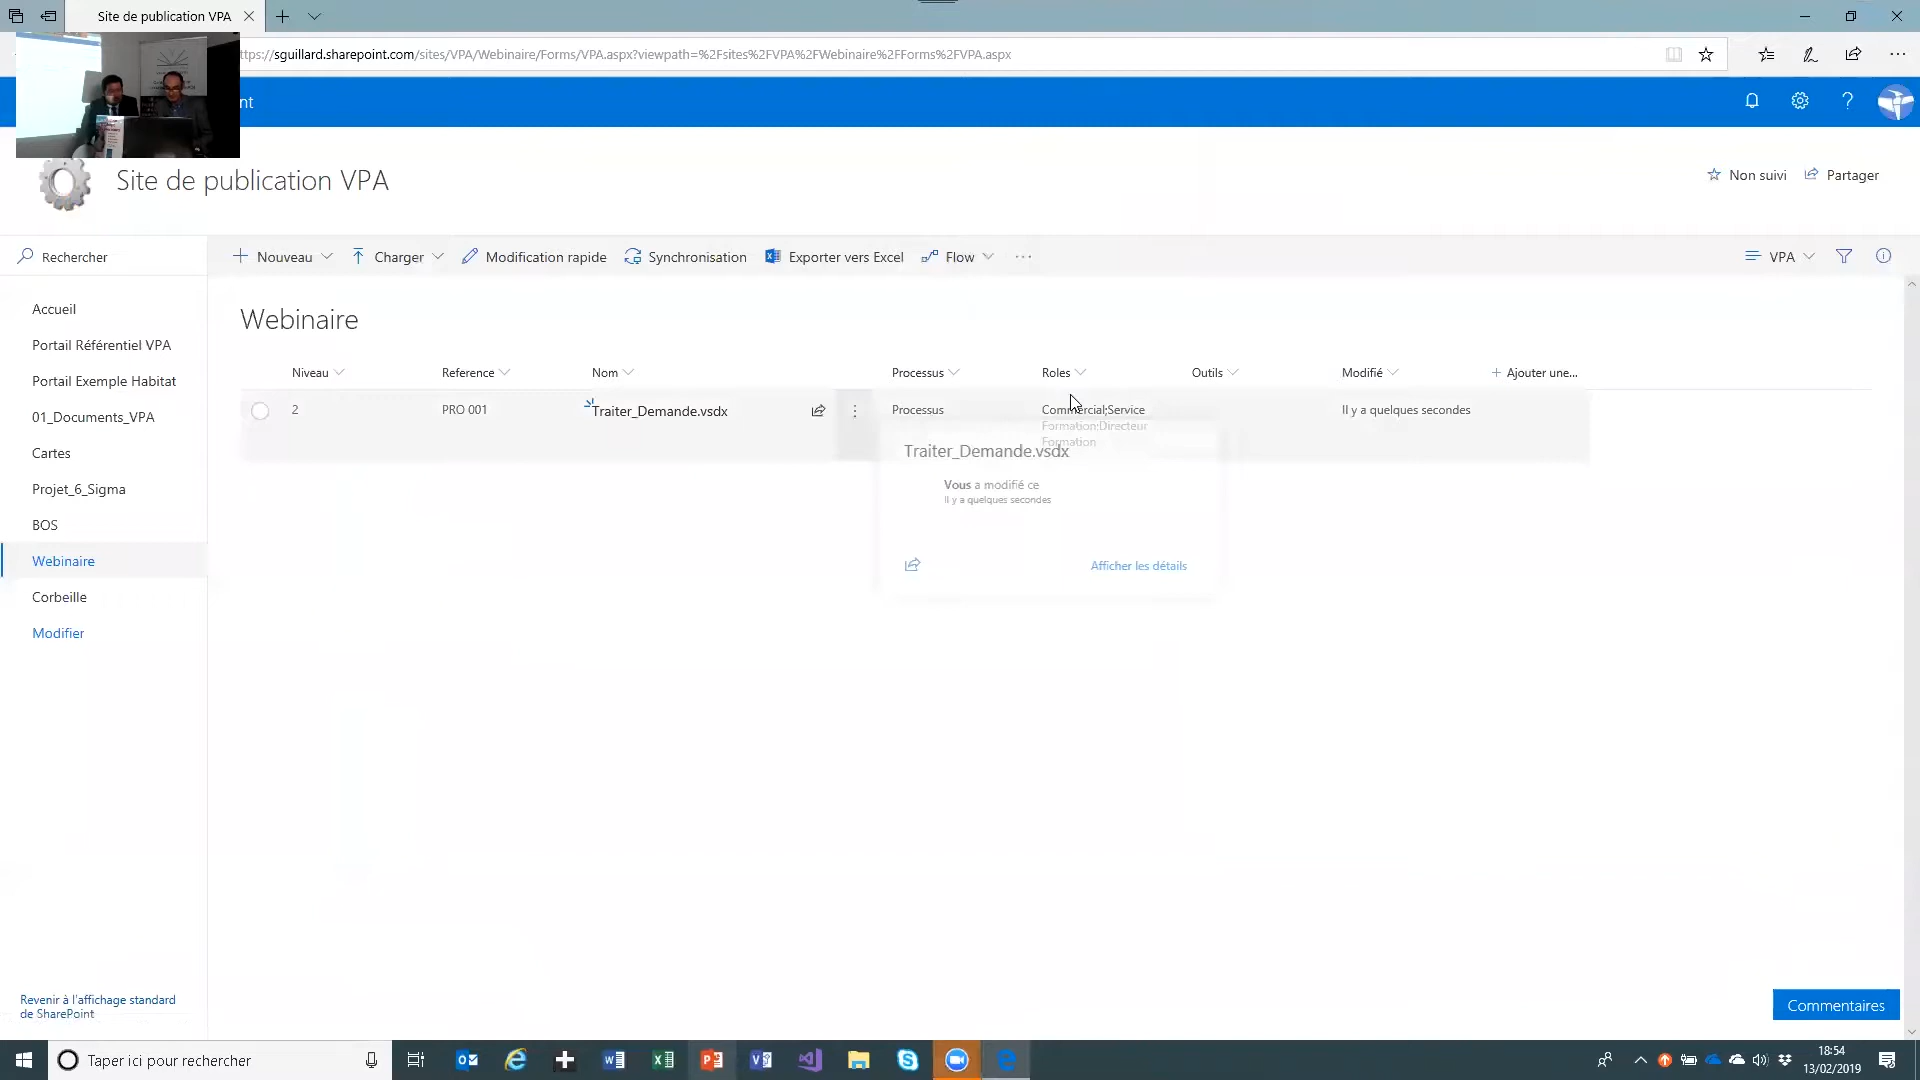 Site de publication VPA
ttps://sguillard.sharepoint.com/sites/VPA/Webinaire/Forms/VPA.aspx?viewpath=%2Fsites%2FVPA%2FWebinaire%2FForms%2FVPA.aspx
nt
Site de publication VPA
Non suivi
Partager
Rechercher
Nouveau
Charger
Modification rapide
Synchronisation
Exporter vers Excel
Flow
VPA
Accueil
Portail Référentiel VPA
Portail Exemple Habitat
01_Documents_VPA
Cartes
Projet_6_Sigma
BOS
Webinaire
Corbeille
Modifier
Webinaire
Niveau
Reference
Nom
Processus
Roles
Outils
Modifié
+ Ajouter une...
2
PRO 001
Traiter_Demande.vsdx
Processus
Commercial;Service
Formation;Directeur
Formation
Il y a quelques secondes
Traiter_Demande.vsdx
Vous a modifié ce
Il y a quelques secondes
Afficher les détails
Revenir à l'affichage standard
de SharePoint
Commentaires
Taper ici pour rechercher
18:54
13/02/2019